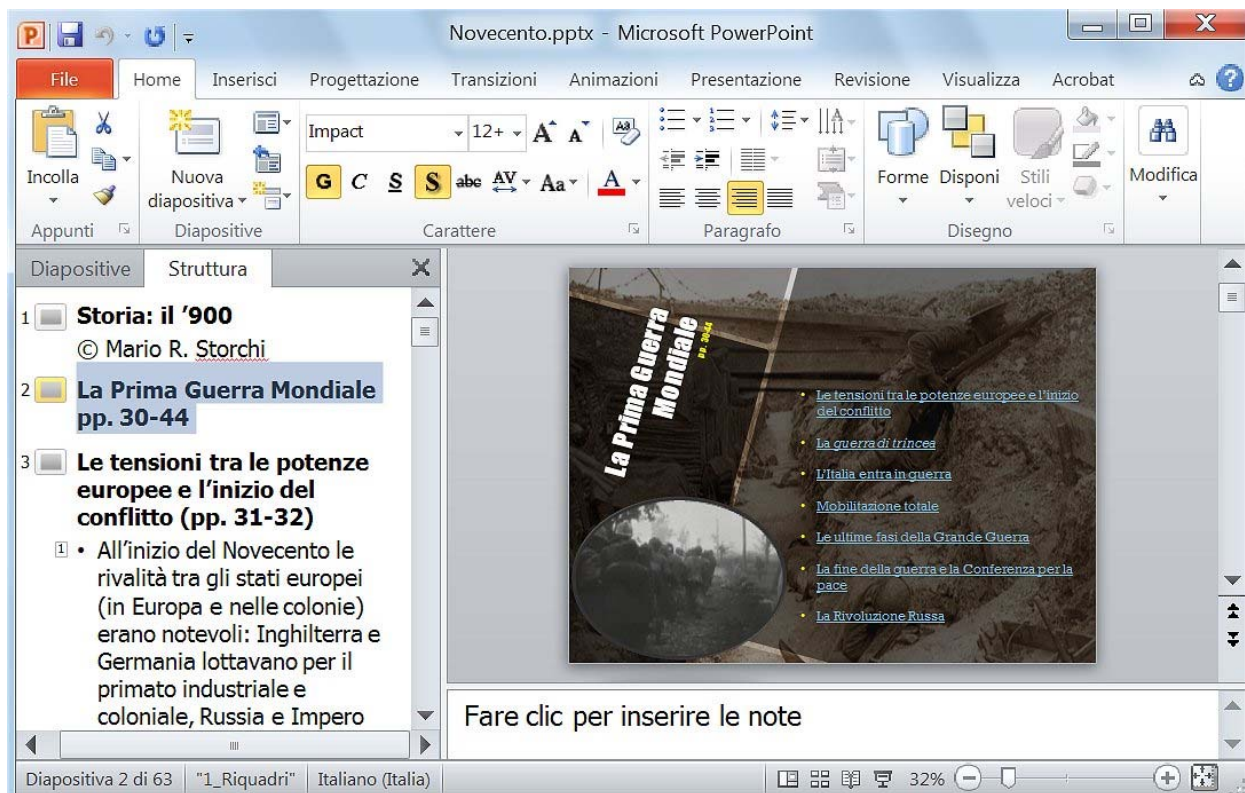 Novecento.pptx - Microsoft PowerPoint
File Home Inserisci Progettazione Transizioni Animazioni Presentazione Revisione Visualizza Acrobat
Impact 12+
Incolla
Nuova
diapositiva
G C S S abc AV Aa A
Forme Disponi Stili
veloci
Modifica
Appunti Diapositive Carattere Paragrafo Disegno
Diapositive Struttura
1 Storia: il ’900
© Mario R. Storchi
2 La Prima Guerra Mondiale
pp. 30-44
3 Le tensioni tra le potenze
europee e l’inizio del
conflitto (pp. 31-32)
1 • All’inizio del Novecento le
rivalità tra gli stati europei
(in Europa e nelle colonie)
erano notevoli: Inghilterra e
Germania lottavano per il
primato industriale e
coloniale, Russia e Impero
La Prima Guerra
Mondiale
pp. 30-44
• Le tensioni tra le potenze europee e l’inizio
del conflitto
• La guerra di trincea
• L’Italia entra in guerra
• Mobilitazione totale
• Le ultime fasi della Grande Guerra
• La fine della guerra e la Conferenza per la
pace
• La Rivoluzione Russa
Fare clic per inserire le note
Diapositiva 2 di 63 "1_Riquadri" Italiano (Italia) 32%